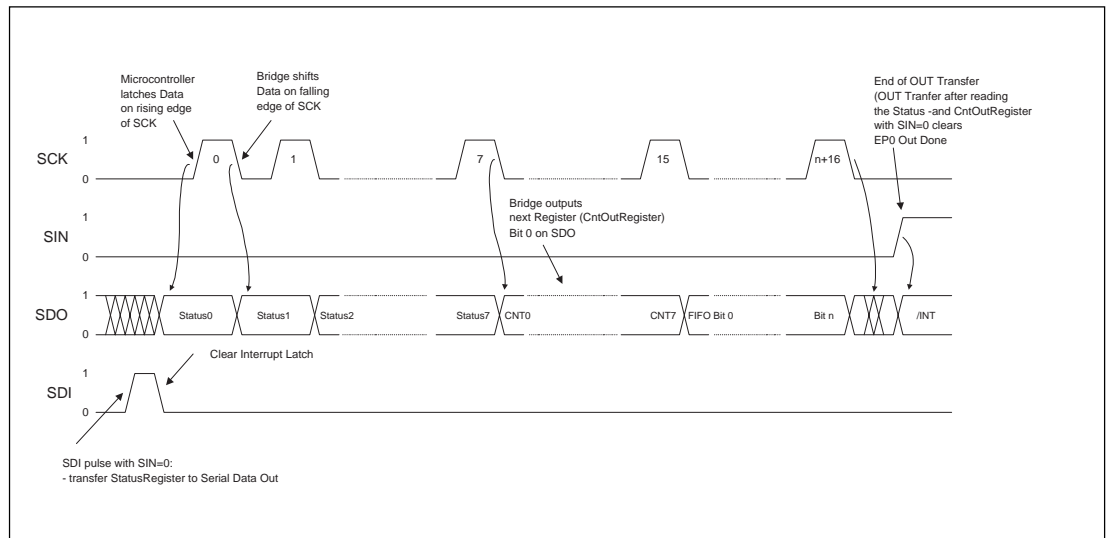 Microcontroller
latches Data
on rising edge
of SCK
Bridge shifts
Data on falling
edge of SCK
End of OUT Transfer
(OUT Tranfer after reading
the Status -and CntOutRegister
with SIN=0 clears
EP0 Out Done
SCK
1
0
0
1
7
15
n+16
Bridge outputs
next Register (CntOutRegister)
Bit 0 on SDO
SIN
1
0
SDO
1
0
Status0
Status1
Status2
Status7
CNT0
CNT7
FIFO Bit 0
Bit n
/INT
Clear Interrupt Latch
SDI
1
0
SDI pulse with SIN=0:
- transfer StatusRegister to Serial Data Out